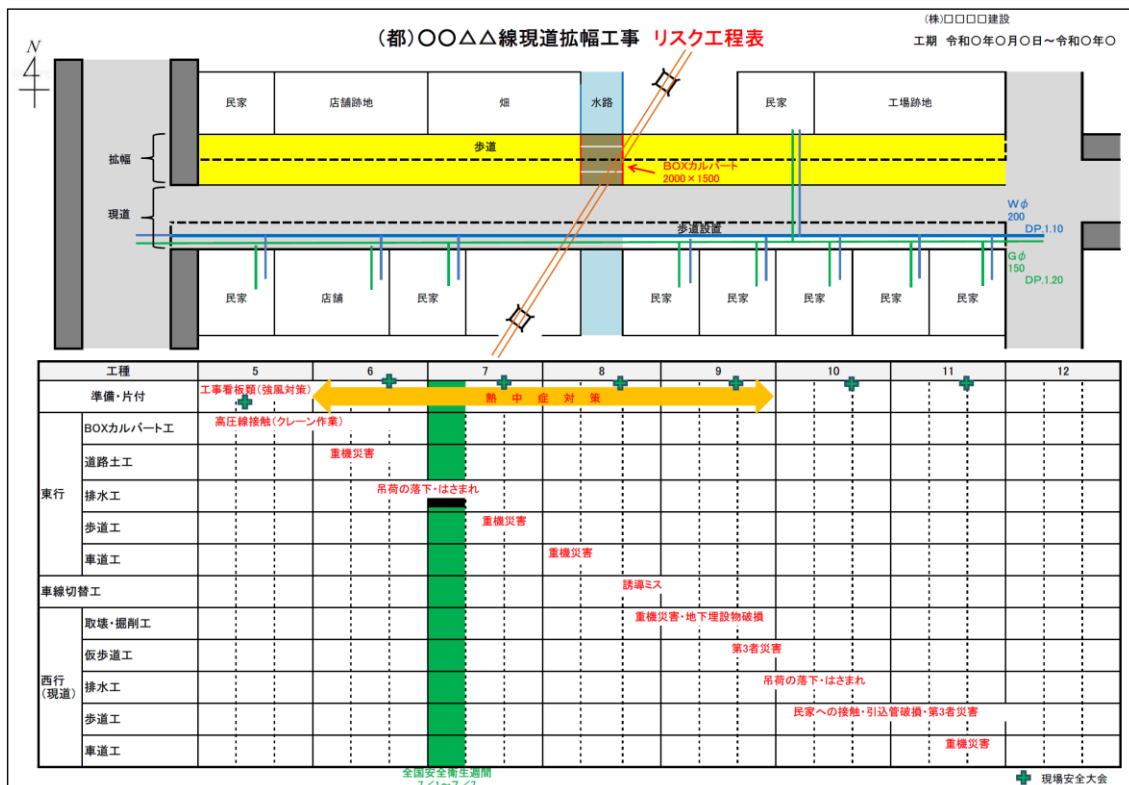 (株)□□□□建設
(都)〇〇△△線現道拡幅工事 リスク工程表
工期 令和〇年〇月〇日～令和〇年〇
N
民家
店舗跡地
畑
水路
民家
工場跡地
歩道
拡幅
BOXカルバート
2000×1500
現道
Wφ
200
DP.1.10
歩道設置
Gφ
150
DP.1.20
民家
店舗
民家
民家
民家
民家
民家
民家
工種
5
6
7
8
9
10
11
12
準備・片付
工事看板類(強風対策)
熱中症対策
東行
BOXカルバート工
高圧線接触(クレーン作業)
道路土工
重機災害
排水工
吊荷の落下・はさまれ
歩道工
重機災害
車道工
重機災害
車線切替工
誘導ミス
西行
(現道)
取壊・掘削工
重機災害・地下埋設物破損
仮歩道工
第3者災害
排水工
吊荷の落下・はさまれ
歩道工
民家への接触・引込管破損・第3者災害
車道工
重機災害
全国安全衛生週間
7/1～7/7
現場安全大会